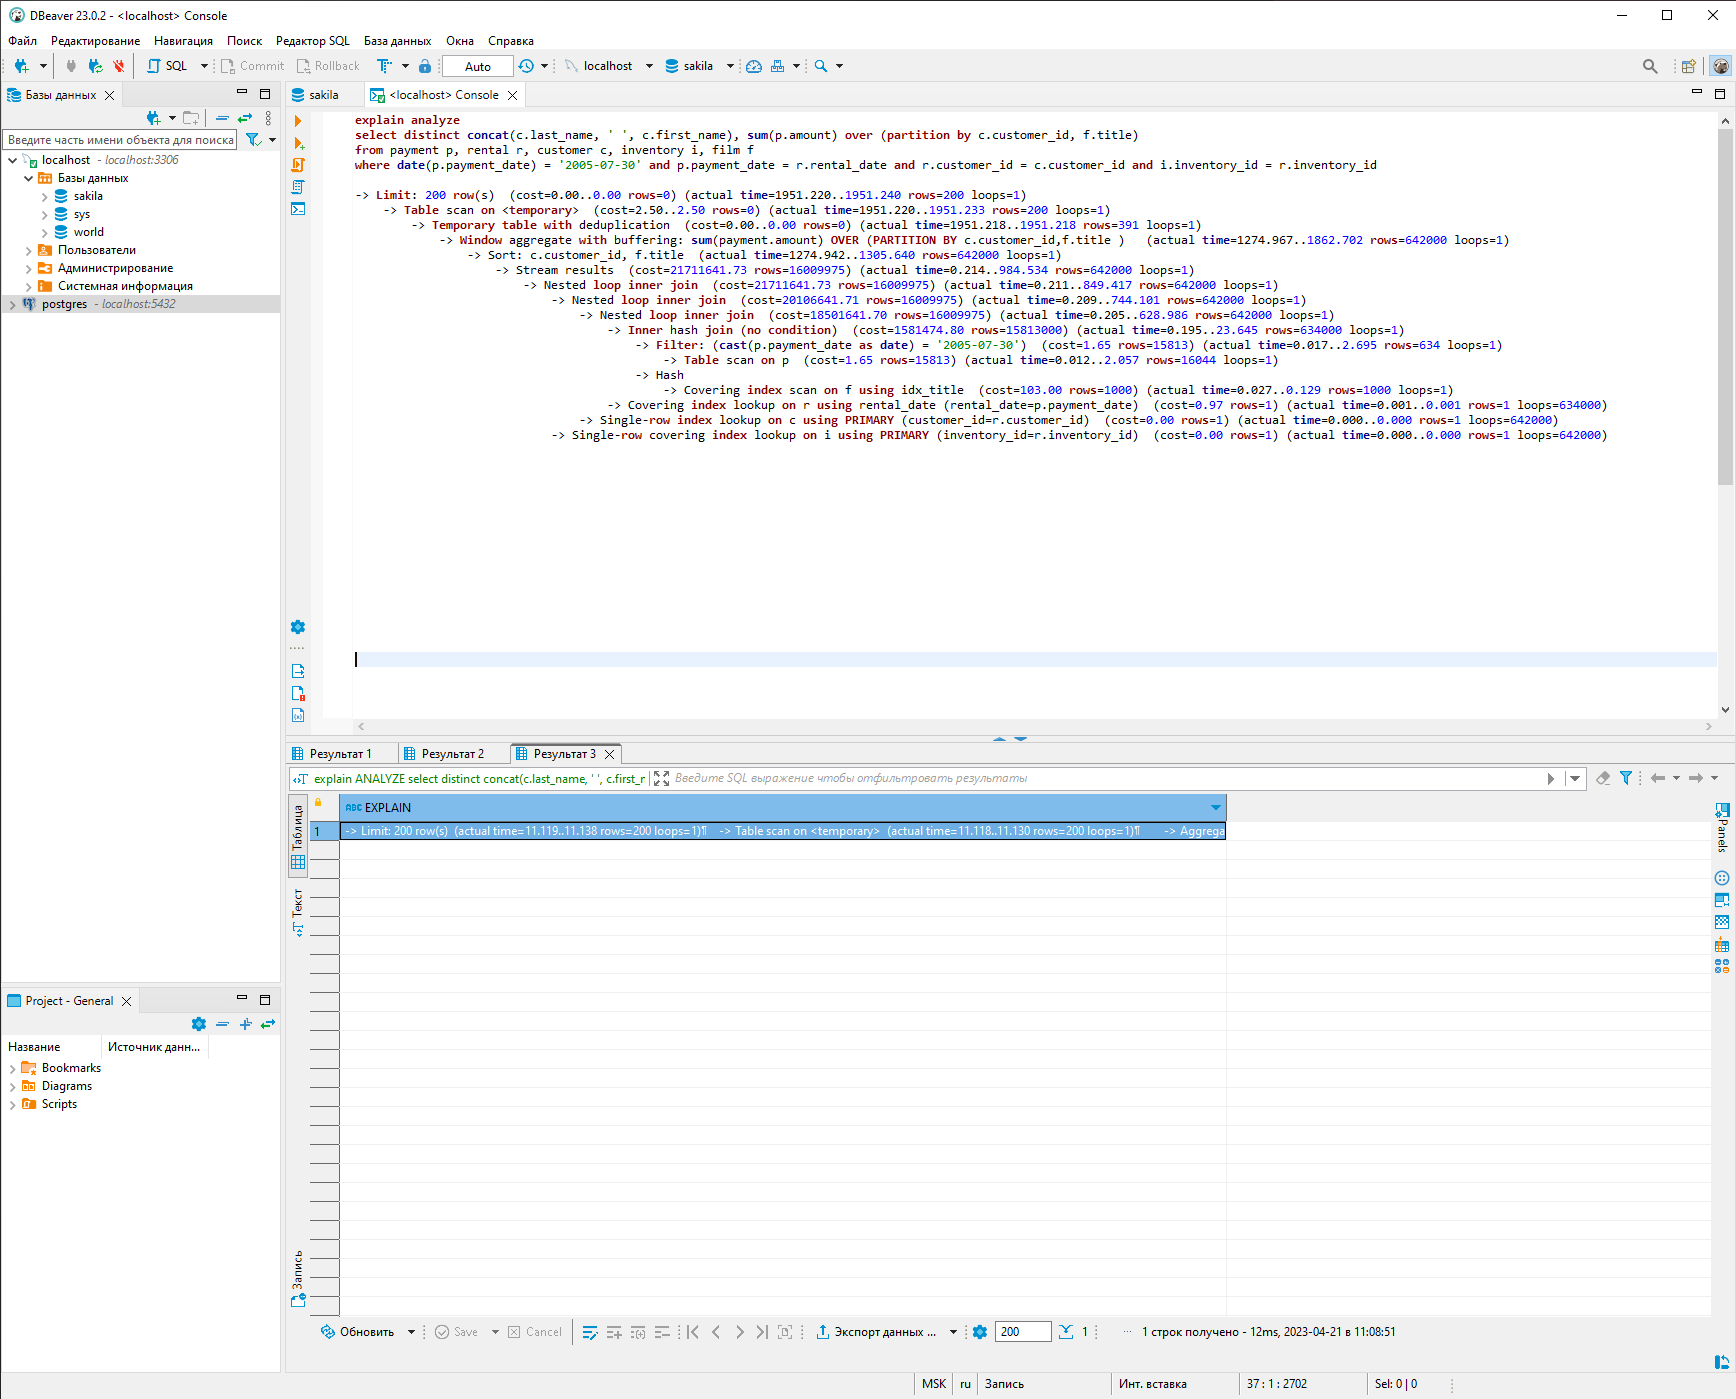 DBeaver 23.0.2 - <localhost> Console
Файл Редактирование Навигация Поиск Редактор SQL База данных Окна Справка
SQL Commit Rollback Auto localhost sakila
Базы данных
Введите часть имени объекта для поиска
localhost - localhost:3306
Базы данных
sakila
sys
world
Пользователи
Администрирование
Системная информация
postgres - localhost:5432
sakila <localhost> Console
explain analyze
select distinct concat(c.last_name, ' ', c.first_name), sum(p.amount) over (partition by c.customer_id, f.title)
from payment p, rental r, customer c, inventory i, film f
where date(p.payment_date) = '2005-07-30' and p.payment_date = r.rental_date and r.customer_id = c.customer_id and i.inventory_id = r.inventory_id
-> Limit: 200 row(s)  (cost=0.00..0.00 rows=0) (actual time=1951.220..1951.240 rows=200 loops=1)
-> Table scan on <temporary>  (cost=2.50..2.50 rows=0) (actual time=1951.220..1951.233 rows=200 loops=1)
-> Temporary table with deduplication  (cost=0.00..0.00 rows=0) (actual time=1951.218..1951.218 rows=391 loops=1)
-> Window aggregate with buffering: sum(payment.amount) OVER (PARTITION BY c.customer_id,f.title )   (actual time=1274.967..1862.702 rows=642000 loops=1)
-> Sort: c.customer_id, f.title  (actual time=1274.942..1305.640 rows=642000 loops=1)
-> Stream results  (cost=21711641.73 rows=16009975) (actual time=0.214..984.534 rows=642000 loops=1)
-> Nested loop inner join  (cost=21711641.73 rows=16009975) (actual time=0.211..849.417 rows=642000 loops=1)
-> Nested loop inner join  (cost=20106641.71 rows=16009975) (actual time=0.209..744.101 rows=642000 loops=1)
-> Nested loop inner join  (cost=18501641.70 rows=16009975) (actual time=0.205..628.986 rows=642000 loops=1)
-> Inner hash join (no condition)  (cost=1581474.80 rows=15813000) (actual time=0.195..23.645 rows=634000 loops=1)
-> Filter: (cast(p.payment_date as date) = '2005-07-30')  (cost=1.65 rows=15813) (actual time=0.017..2.695 rows=634 loops=1)
-> Table scan on p  (cost=1.65 rows=15813) (actual time=0.012..2.057 rows=16044 loops=1)
-> Hash
-> Covering index scan on f using idx_title  (cost=103.00 rows=1000) (actual time=0.027..0.129 rows=1000 loops=1)
-> Covering index lookup on r using rental_date (rental_date=p.payment_date)  (cost=0.97 rows=1) (actual time=0.001..0.001 rows=1 loops=634000)
-> Single-row index lookup on c using PRIMARY (customer_id=r.customer_id)  (cost=0.00 rows=1) (actual time=0.000..0.000 rows=1 loops=642000)
-> Single-row covering index lookup on i using PRIMARY (inventory_id=r.inventory_id)  (cost=0.00 rows=1) (actual time=0.000..0.000 rows=1 loops=642000)
Результат 1 Результат 2 Результат 3
explain ANALYZE select distinct concat(c.last_name, ' ', c.first_n Введите SQL выражение чтобы отфильтровать результаты
ABC EXPLAIN
1 -> Limit: 200 row(s)  (actual time=11.119..11.138 rows=200 loops=1)¶    -> Table scan on <temporary>  (actual time=11.118..11.130 rows=200 loops=1)¶        -> Aggrega
Таблица
Текст
Запись
Panels
Project - General
Название Источник данн...
Bookmarks
Diagrams
Scripts
Обновить Save Cancel Экспорт данных ... 200 1 ... 1 строк получено - 12ms, 2023-04-21 в 11:08:51
MSK ru Запись Инт. вставка 37 : 1 : 2702 Sel: 0 | 0